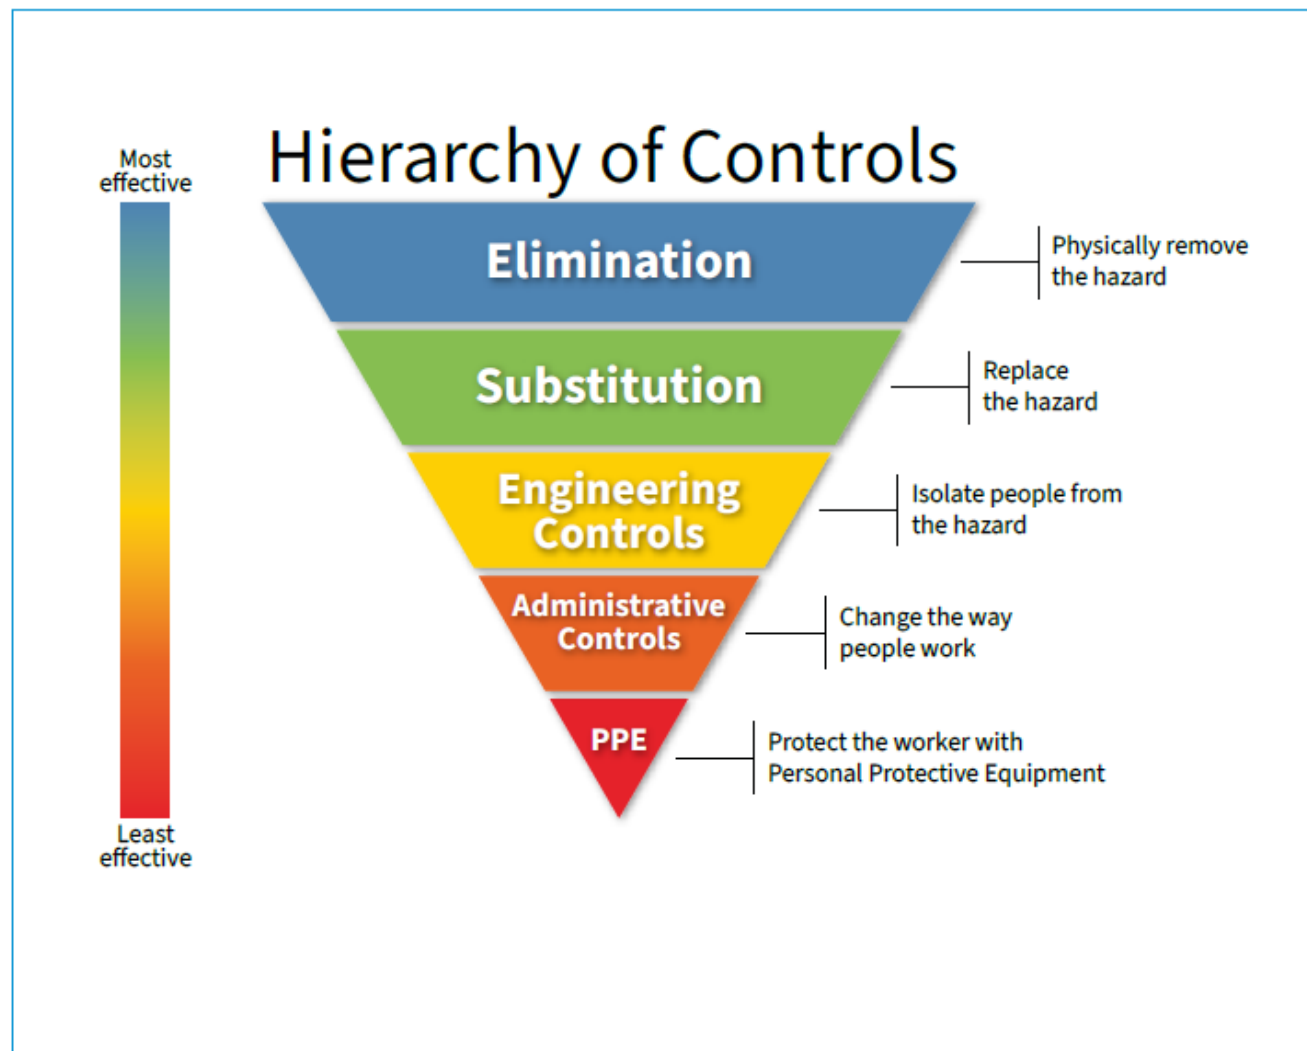 Hierarchy of Controls
Most
effective
Elimination
Physically remove
the hazard
Substitution
Replace
the hazard
Engineering
Controls
Isolate people from
the hazard
Administrative
Controls
Change the way
people work
PPE
Protect the worker with
Personal Protective Equipment
Least
effective